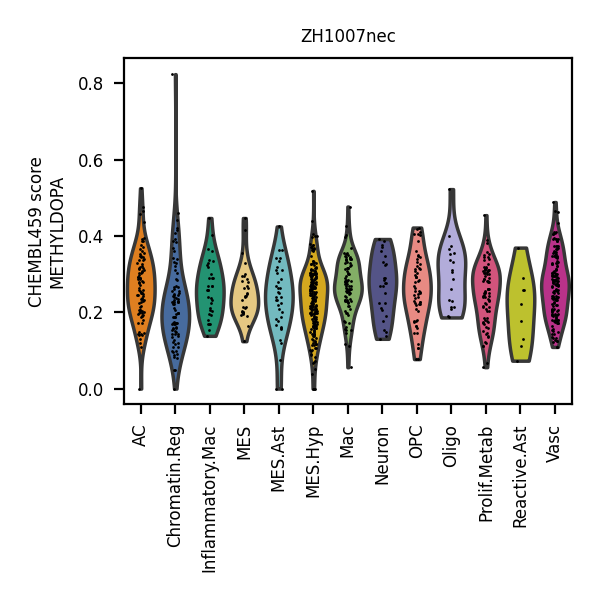 ZH1007nec
CHEMBL459 score
METHYLDOPA
0.8
0.6
0.4
0.2
0.0
AC
Chromatin.Reg
Inflammatory.Mac
MES
MES.Ast
MES.Hyp
Mac
Neuron
OPC
Oligo
Prolif.Metab
Reactive.Ast
Vasc